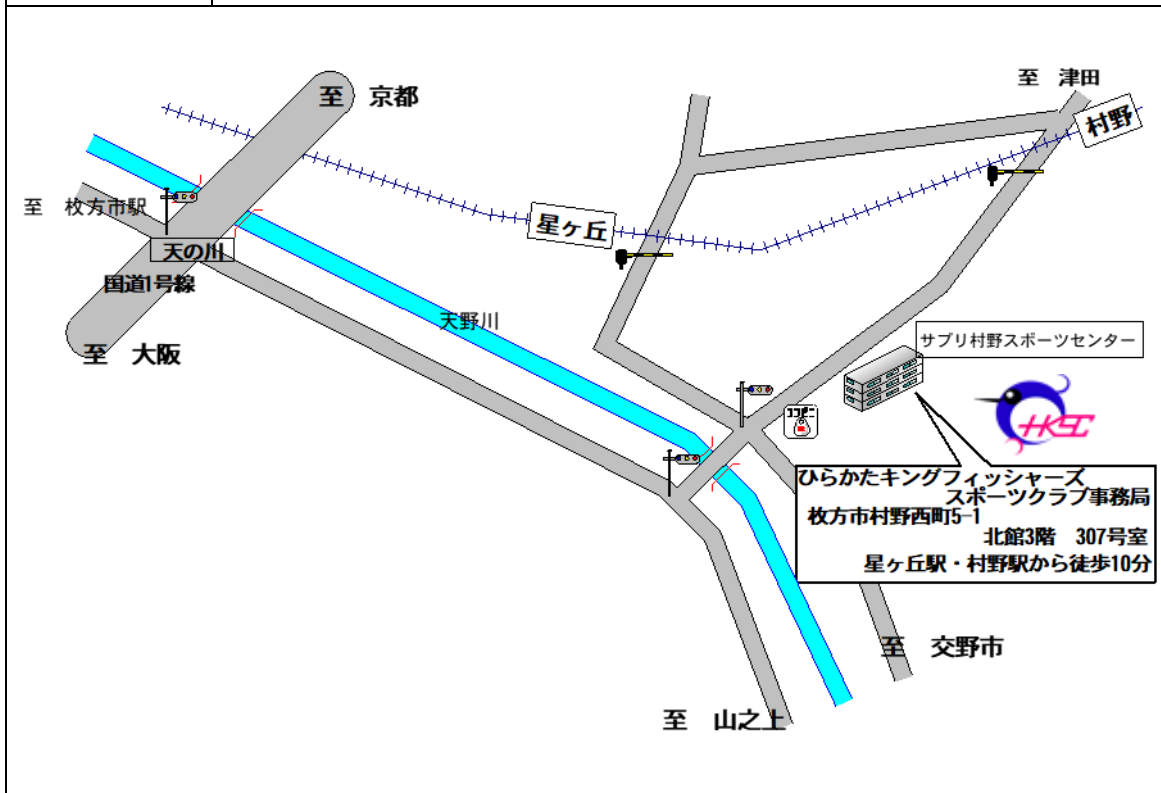 至　京都
至　津田
村野
至　枚方市駅
星ヶ丘
天の川
国道1号線
天野川
至　大阪
サプリ村野スポーツセンター
ココビー
HKSC
ひらかたキングフィッシャーズ
スポーツクラブ事務局
枚方市村野西町5-1
北館3階　307号室
星ヶ丘駅・村野駅から徒歩10分
至　交野市
至　山之上